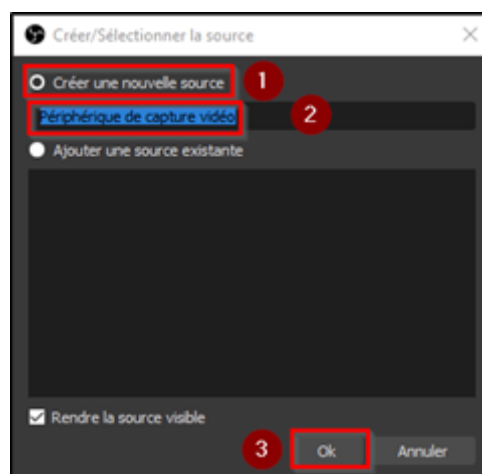 Créer/Sélectionner la source
Créer une nouvelle source 1
Périphérique de capture vidéo 2
Ajouter une source existante
Rendre la source visible
3 Ok Annuler